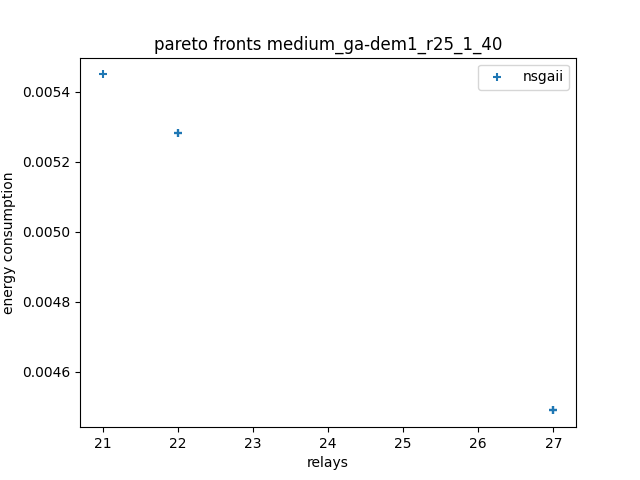 pareto fronts medium_ga-dem1_r25_1_40
nsgaii
0.0054
0.0052
0.0050
0.0048
0.0046
energy consumption
21 22 23 24 25 26 27
relays